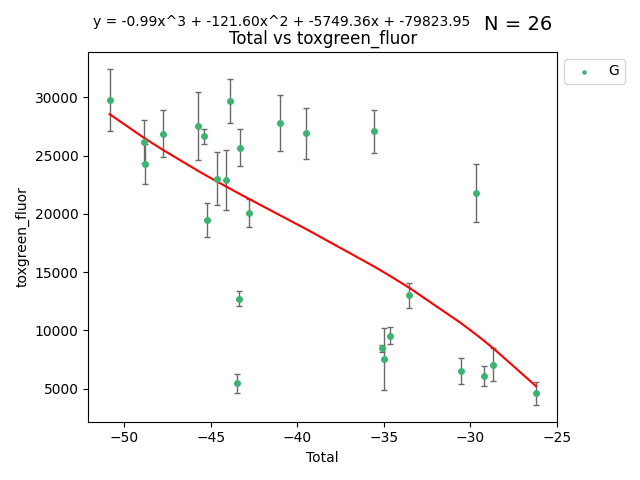 y = -0.99x^3 + -121.60x^2 + -5749.36x + -79823.95 N = 26
Total vs toxgreen_fluor
G
30000
25000
20000
15000
10000
5000
toxgreen_fluor
−50 −45 −40 −35 −30 −25
Total